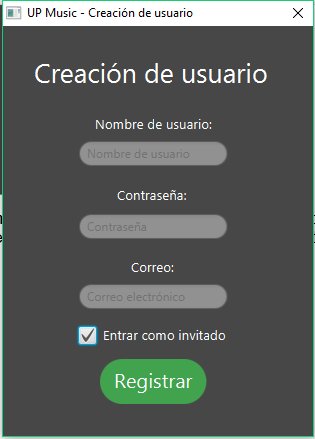 UP Music - Creación de usuario
Creación de usuario
Nombre de usuario:
Nombre de usuario
Contraseña:
Contraseña
Correo:
Correo electrónico
Entrar como invitado
Registrar